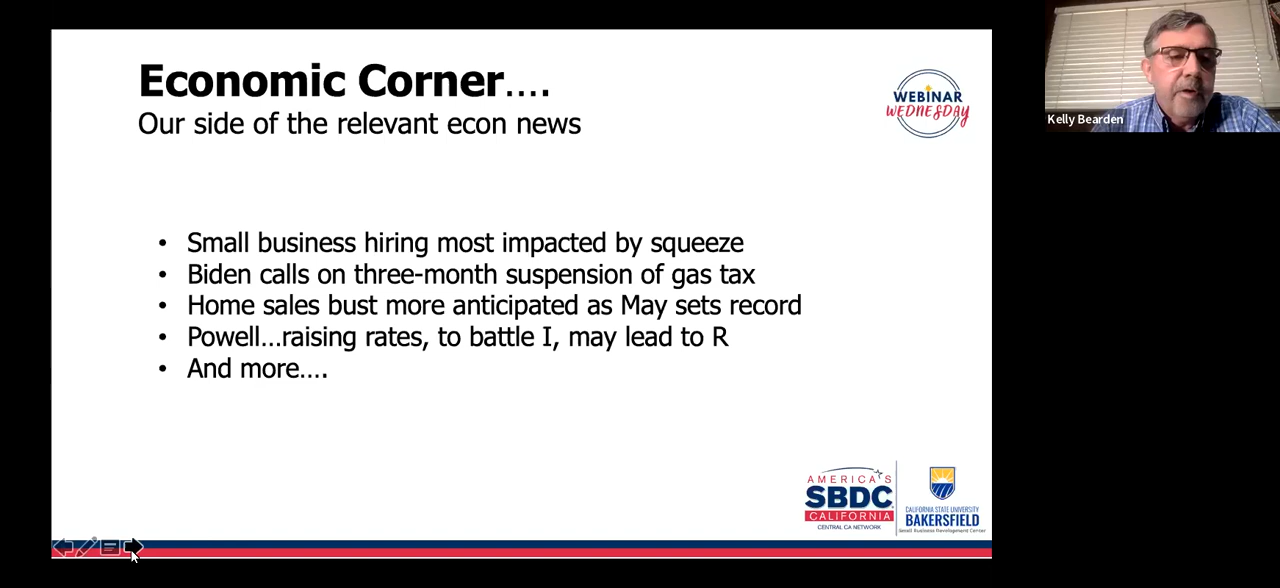 Economic Corner....
Our side of the relevant econ news
WEBINAR
WEDNESDAY
Kelly Bearden
• Small business hiring most impacted by squeeze
• Biden calls on three-month suspension of gas tax
• Home sales bust more anticipated as May sets record
• Powell...raising rates, to battle I, may lead to R
• And more....
AMERICA'S
SBDC
CALIFORNIA
CENTRAL CA NETWORK
CALIFORNIA STATE UNIVERSITY
BAKERSFIELD
Small Business Development Center